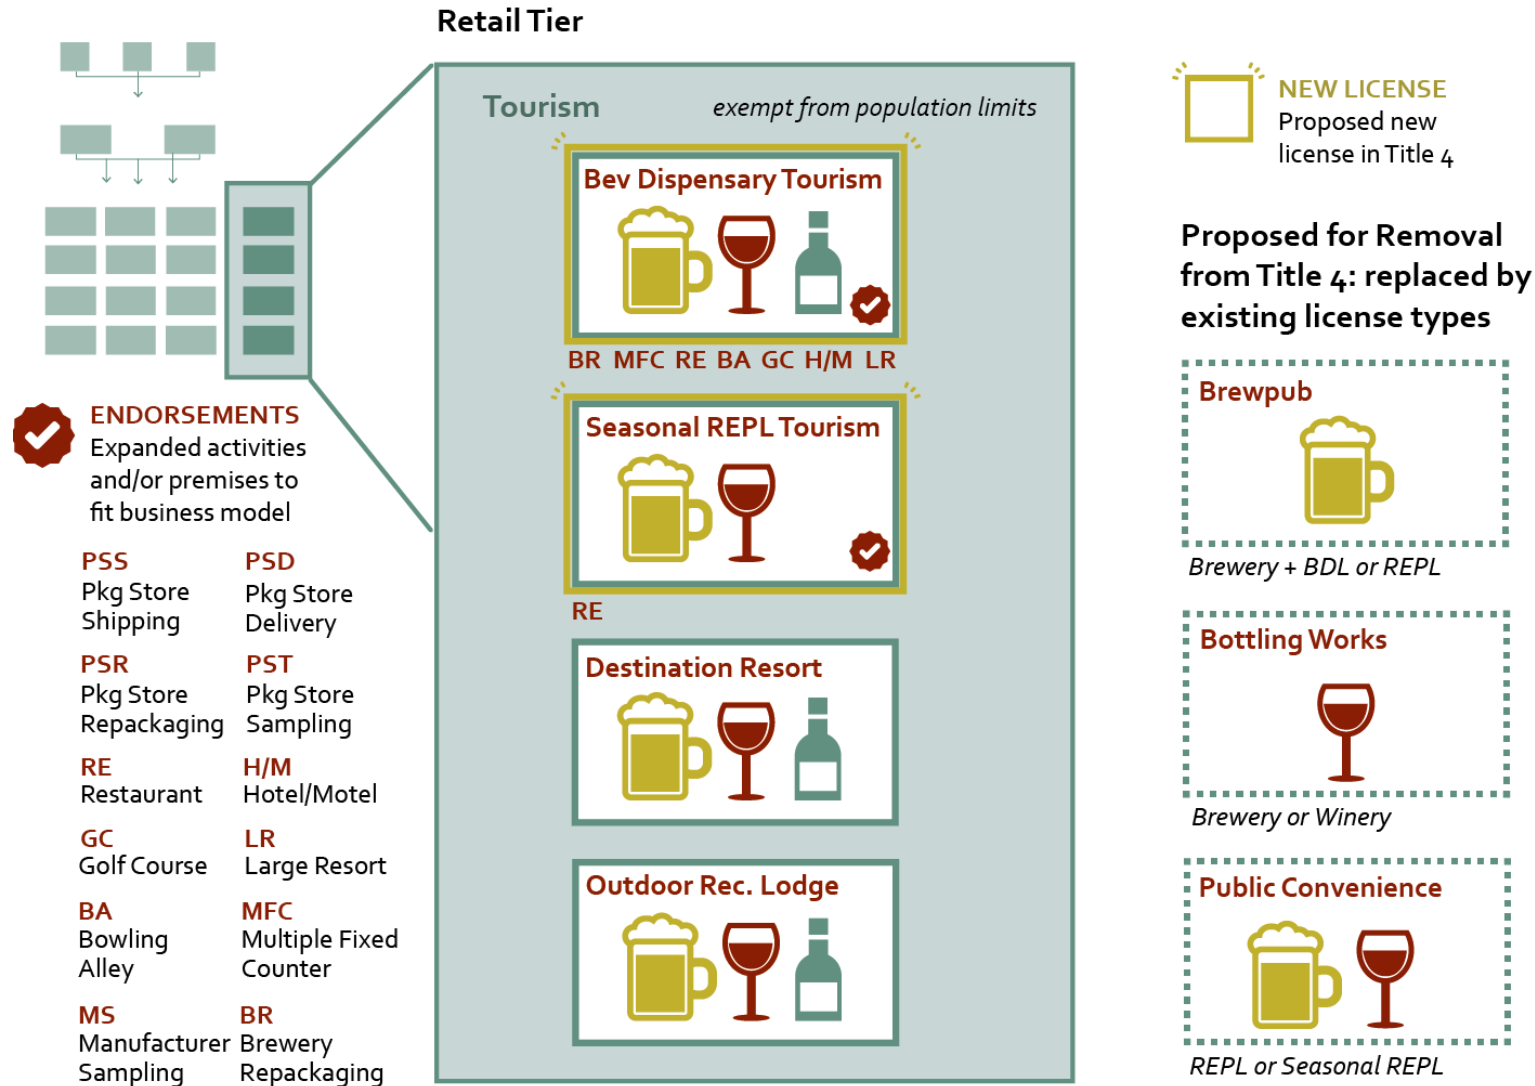 Retail Tier
Tourism
exempt from population limits
Bev Dispensary Tourism
BR MFC RE BA GC H/M LR
Seasonal REPL Tourism
RE
Destination Resort
Outdoor Rec. Lodge
ENDORSEMENTS
Expanded activities
and/or premises to
fit business model
PSS
Pkg Store
Shipping
PSD
Pkg Store
Delivery
PSR
Pkg Store
Repackaging
PST
Pkg Store
Sampling
RE
Restaurant
H/M
Hotel/Motel
GC
Golf Course
LR
Large Resort
BA
Bowling
Alley
MFC
Multiple Fixed
Counter
MS
Manufacturer
Sampling
BR
Brewery
Repackaging
NEW LICENSE
Proposed new
license in Title 4
Proposed for Removal
from Title 4: replaced by
existing license types
Brewpub
Brewery + BDL or REPL
Bottling Works
Brewery or Winery
Public Convenience
REPL or Seasonal REPL